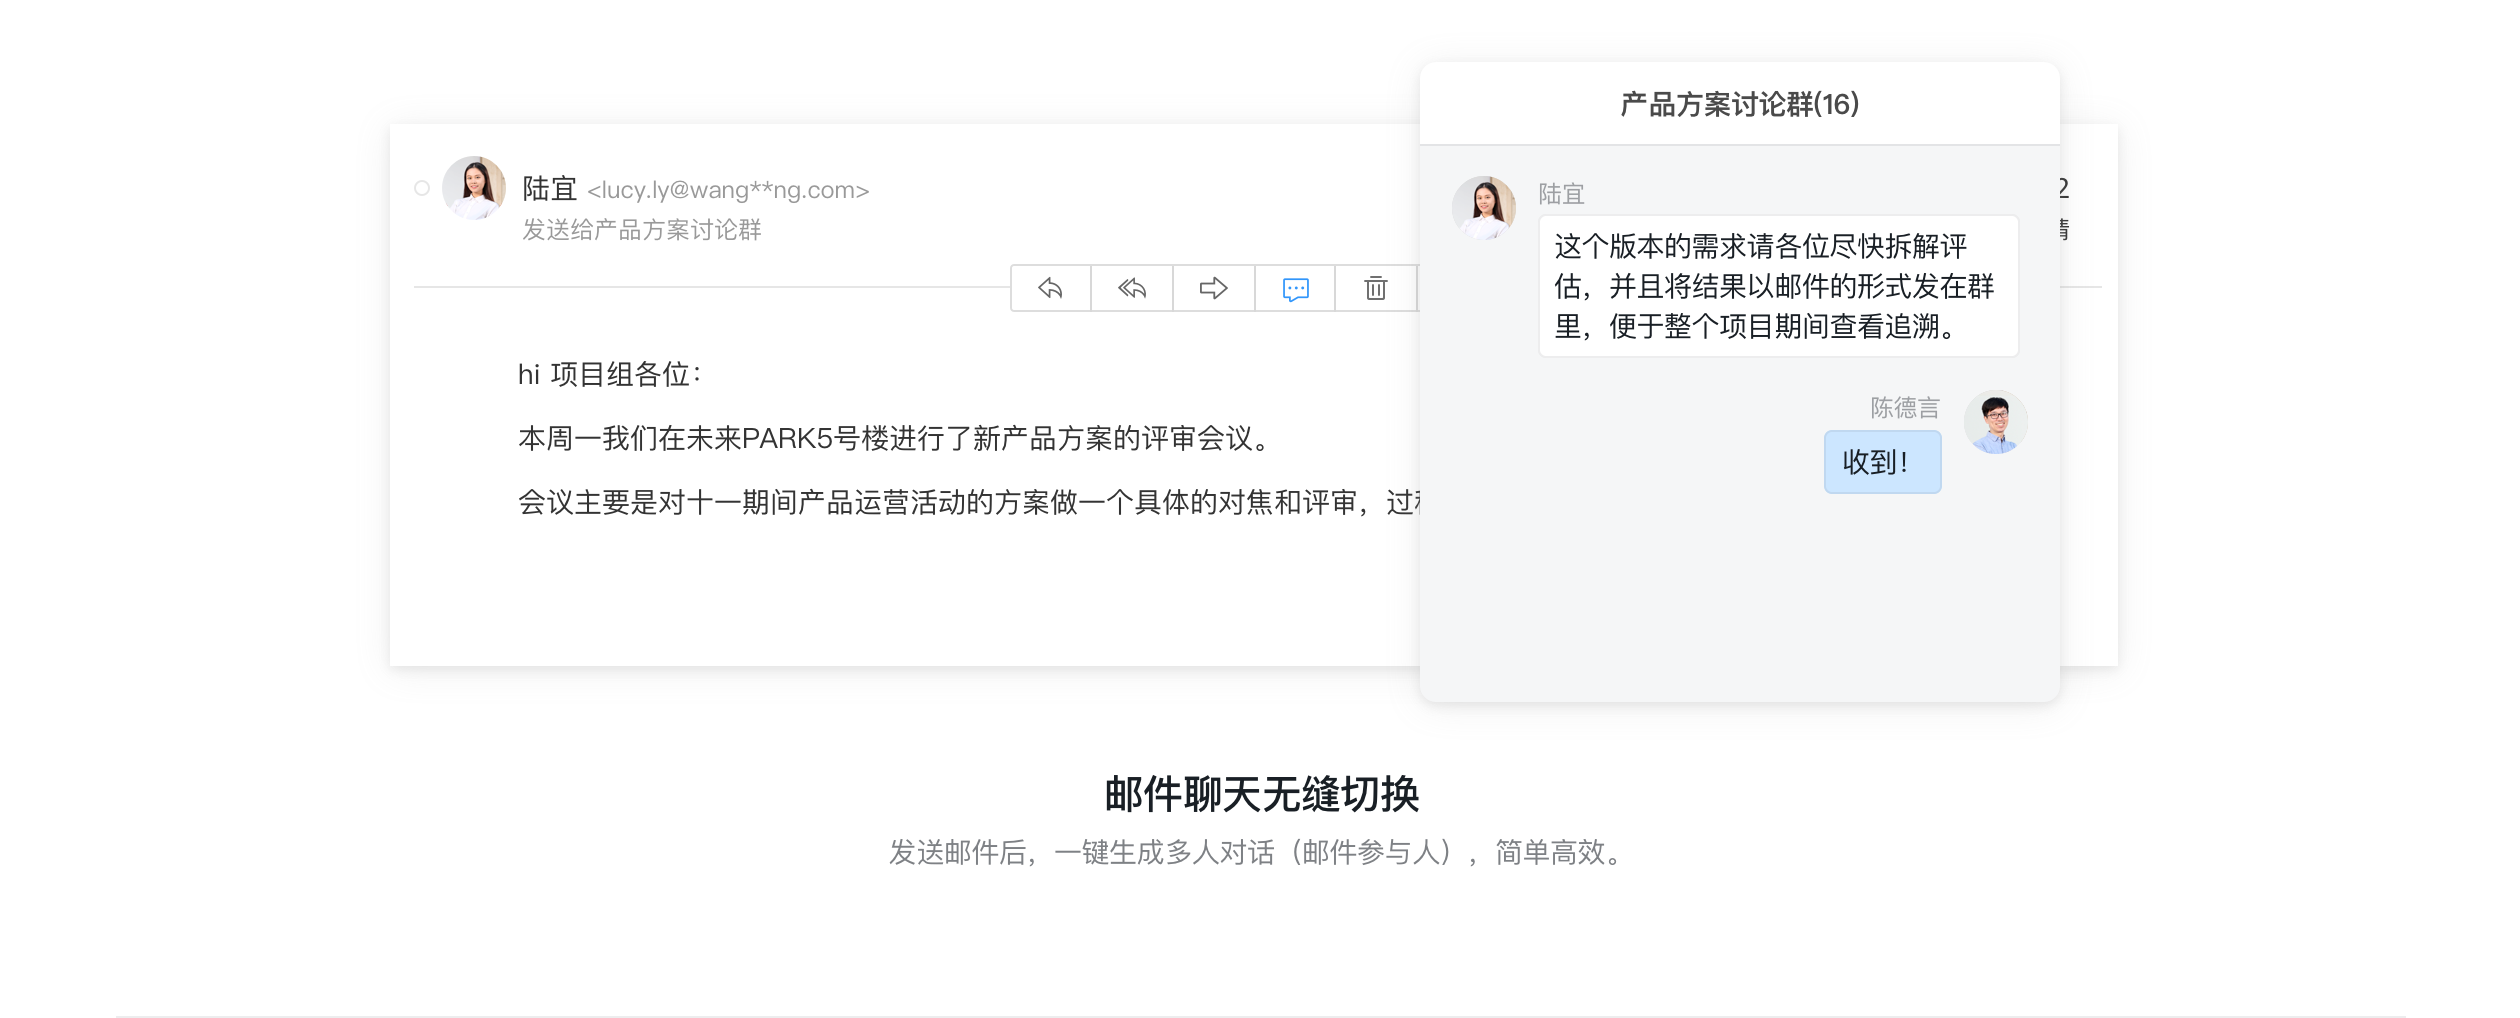 陆宜 <lucy.ly@wang**ng.com>
发送给产品方案讨论群
hi 项目组各位：
本周一我们在未来PARK5号楼进行了新产品方案的评审会议。
会议主要是对十一期间产品运营活动的方案做一个具体的对焦和评审，过
产品方案讨论群(16)
陆宜
这个版本的需求请各位尽快拆解评
估，并且将结果以邮件的形式发在群
里，便于整个项目期间查看追溯。
陈德言
收到！
邮件聊天无缝切换
发送邮件后，一键生成多人对话（邮件参与人），简单高效。